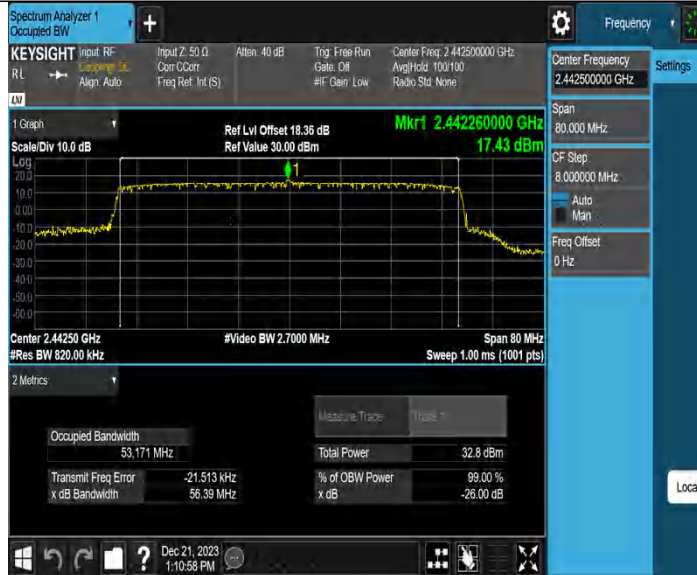 Spectrum Analyzer 1
Occupied BW
+
Frequency
KEYSIGHT
RL
Input: RF
Coupling: DC
Align: Auto
Input Z: 50 Ω
Corr CCorr
Freq Ref: Int (S)
Atten: 40 dB
Trig: Free Run
Gate: Off
#IF Gain: Low
Center Freq: 2.442500000 GHz
Avg|Hold: 100/100
Radio Std: None
Center Frequency
2.442500000 GHz
Settings
Span
80.000 MHz
CF Step
8.000000 MHz
Auto
Man
Freq Offset
0 Hz
1 Graph
Scale/Div 10.0 dB
Ref Lvl Offset 18.36 dB
Ref Value 30.00 dBm
Mkr1 2.442260000 GHz
17.43 dBm
Log
20.0
10.0
0.00
-10.0
-20.0
-30.0
-40.0
-50.0
-60.0
1
Center 2.44250 GHz
#Res BW 820.00 kHz
#Video BW 2.7000 MHz
Span 80 MHz
Sweep 1.00 ms (1001 pts)
2 Metrics
Measure Trace
Trace 1
Occupied Bandwidth
53.171 MHz
Total Power
32.8 dBm
Transmit Freq Error
-21.513 kHz
% of OBW Power
99.00 %
x dB Bandwidth
56.39 MHz
x dB
-26.00 dB
Loca
?
Dec 21, 2023
1:10:58 PM